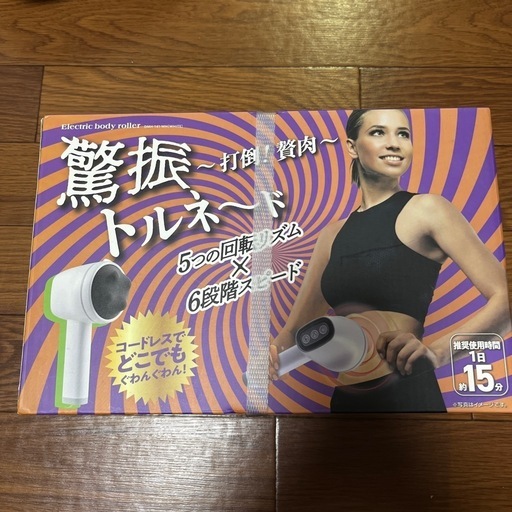 Electric body roller
驚振
～打倒！贅肉～
トルネ～ド
5つの回転リズム
×
6段階スピード
コードレスで
どこでも
ぐわんぐわん！
推奨使用時間
1日
約15分
※写真はイメージです。